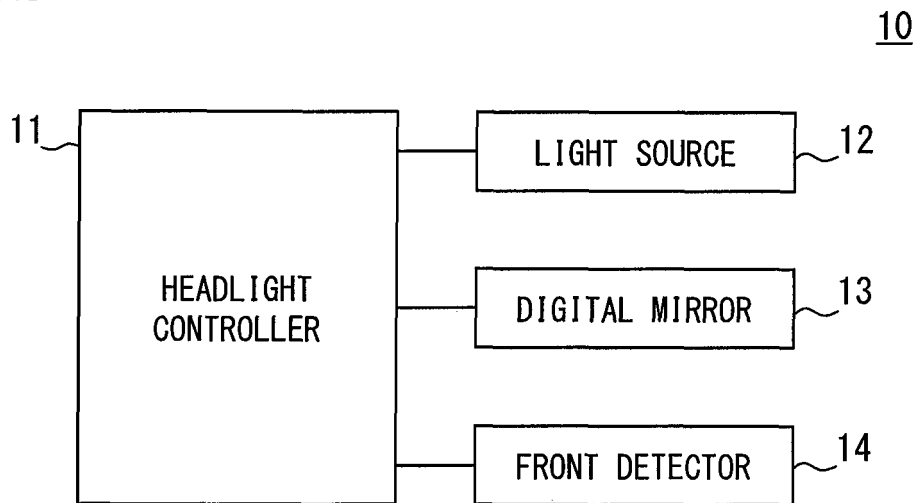 10
11
LIGHT SOURCE
12
HEADLIGHT
CONTROLLER
DIGITAL MIRROR
13
FRONT DETECTOR
14